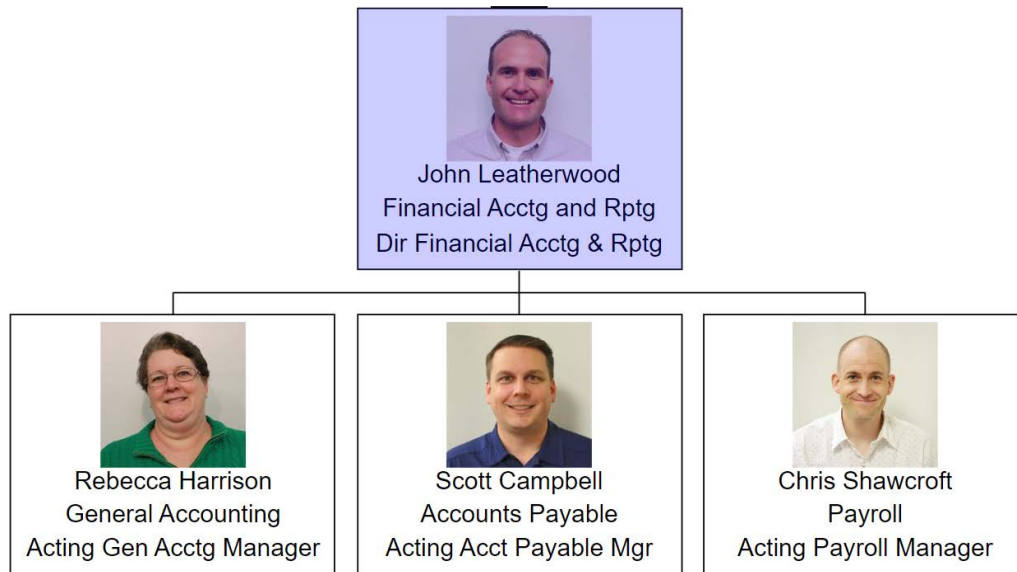 John Leatherwood
Financial Acctg and Rptg
Dir Financial Acctg & Rptg
Rebecca Harrison
General Accounting
Acting Gen Acctg Manager
Scott Campbell
Accounts Payable
Acting Acct Payable Mgr
Chris Shawcroft
Payroll
Acting Payroll Manager